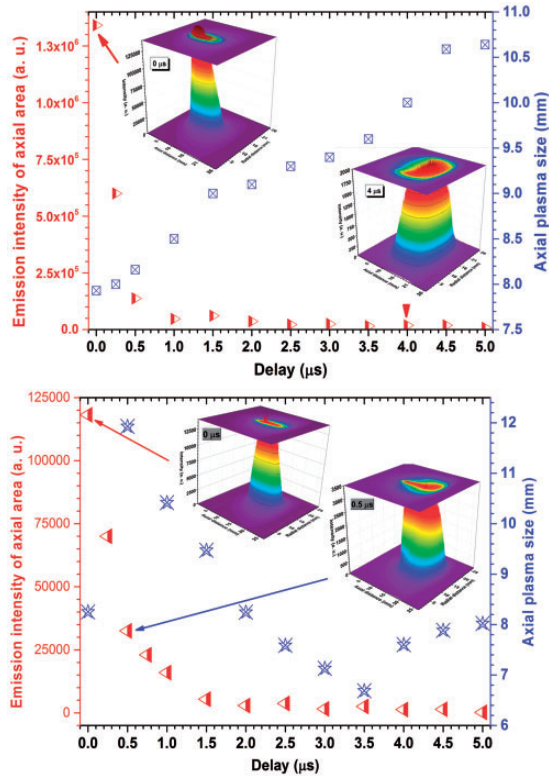 Emission intensity of axial area (a. u.)
1.3x10⁶
1.0x10⁶
7.5x10⁵
5.0x10⁵
2.5x10⁵
0.0
0 µs
4 µs
11.0
10.5
10.0
9.5
9.0
8.5
8.0
7.5
Axial plasma size (mm)
0.0 0.5 1.0 1.5 2.0 2.5 3.0 3.5 4.0 4.5 5.0
Delay (µs)
Emission intensity of axial area (a. u.)
125000
100000
75000
50000
25000
0
0 µs
0.5 µs
12
11
10
9
8
7
6
Axial plasma size (mm)
0.0 0.5 1.0 1.5 2.0 2.5 3.0 3.5 4.0 4.5 5.0
Delay (µs)